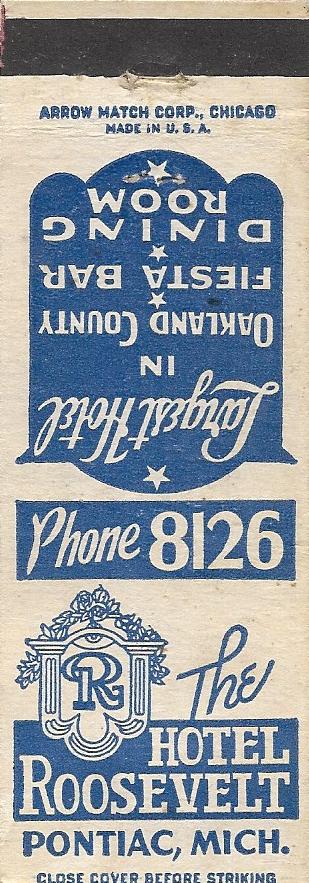 ARROW MATCH CORP., CHICAGO
MADE IN U. S. A.
Largest Hotel
IN
OAKLAND COUNTY
FIESTA BAR
DINING
ROOM
Phone 8126
R
The
HOTEL
ROOSEVELT
PONTIAC, MICH.
CLOSE COVER BEFORE STRIKING